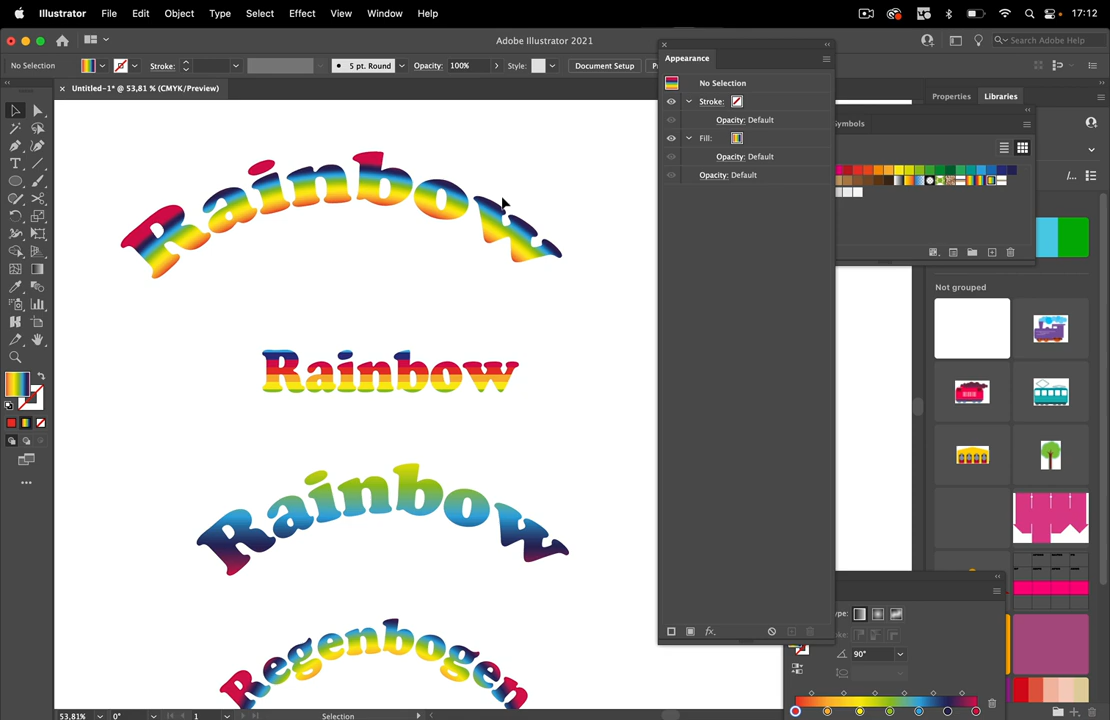 Illustrator File Edit Object Type Select Effect View Window Help 17:12
Adobe Illustrator 2021
Search Adobe Help
No Selection Stroke: 5 pt. Round Opacity: 100% Style: Document Setup
Untitled-1* @ 53,81 % (CMYK/Preview)
Appearance
Properties Libraries
No Selection
Stroke:
Opacity: Default
Fill:
Opacity: Default
Opacity: Default
Symbols
Not grouped
Rainbow
Rainbow
Rainbow
Regenbogen
90°
53,81% 0° 1 Selection